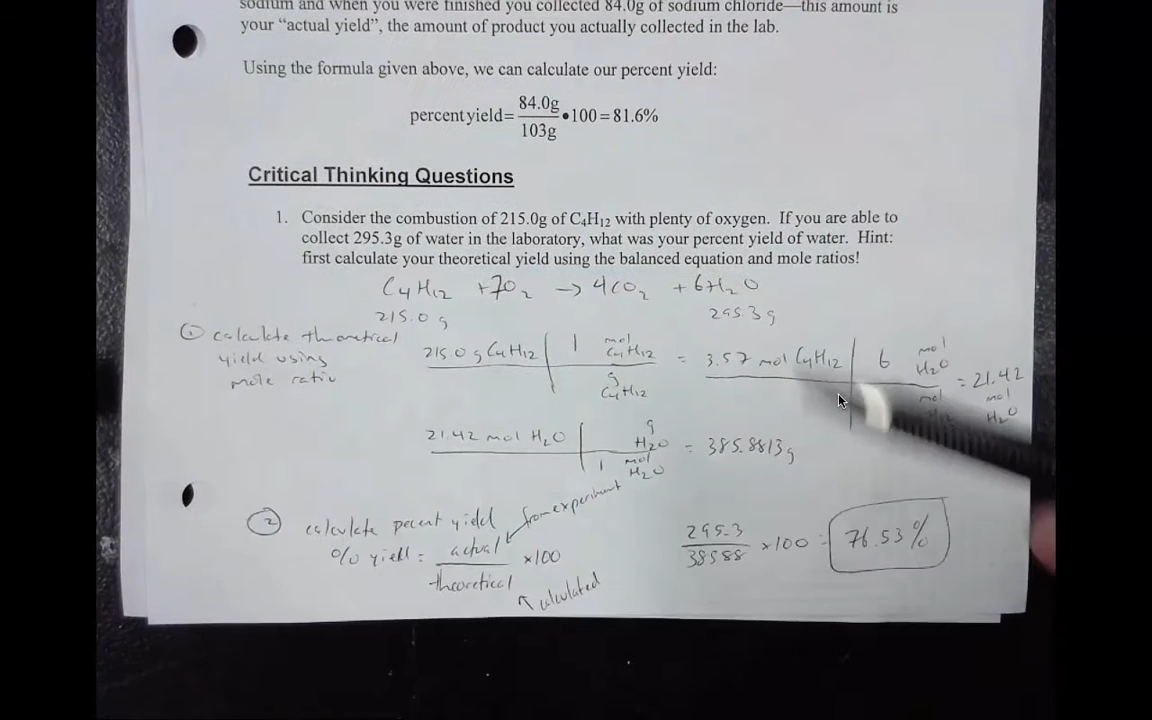 sodium and when you were finished you collected 84.0g of sodium chloride—this amount is
your “actual yield”, the amount of product you actually collected in the lab.
Using the formula given above, we can calculate our percent yield:
percent yield = 84.0g / 103g • 100 = 81.6%
Critical Thinking Questions
1. Consider the combustion of 215.0g of C₄H₁₂ with plenty of oxygen. If you are able to
collect 295.3g of water in the laboratory, what was your percent yield of water. Hint:
first calculate your theoretical yield using the balanced equation and mole ratios!
C₄H₁₂ + 7O₂ → 4CO₂ + 6H₂O
215.0 g 295.3 g
① calculate theoretical
yield using
mole ratio
215.0 g C₄H₁₂ 1 mol C₄H₁₂ = 3.57 mol C₄H₁₂ 6 mol H₂O = 21.42 mol H₂O
g C₄H₁₂ mol
21.42 mol H₂O g H₂O = 385.8813 g
1 mol H₂O
② calculate pecent yield from experiment
% yield = actual / theoretical ×100
calculated
295.3 / 385.88 ×100 = 76.53%